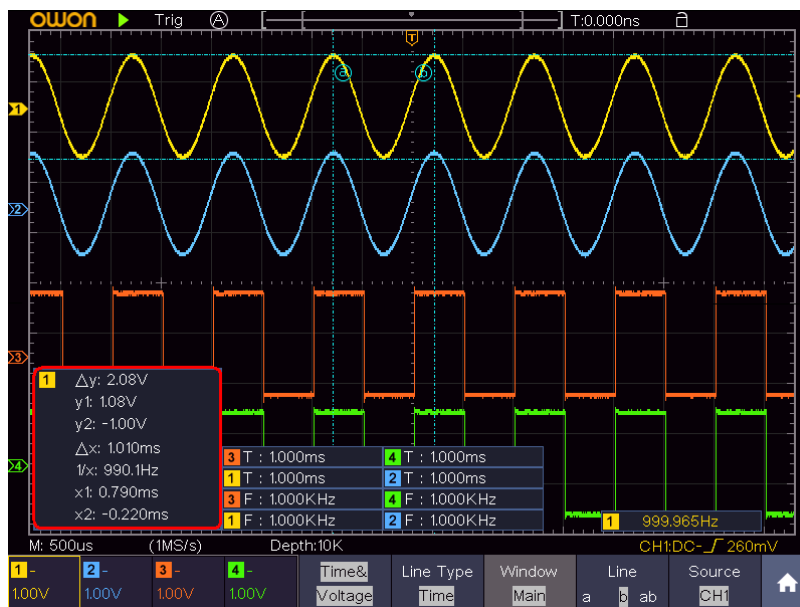 OWON Trig A T:0.000ns
T
a b
1
2
3
4
1 △y: 2.08V
y1: 1.08V
y2: -1.00V
△x: 1.010ms
1/x: 990.1Hz
x1: 0.790ms
x2: -0.220ms
3 T : 1.000ms 4 T : 1.000ms
1 T : 1.000ms 2 T : 1.000ms
3 F : 1.000KHz 4 F : 1.000KHz
1 F : 1.000KHz 2 F : 1.000KHz
1 999.965Hz
M: 500us (1MS/s) Depth:10K CH1:DC- 260mV
1 - 2 - 3 - 4 - Time& Line Type Window Line Source
1.00V 1.00V 1.00V 1.00V Voltage Time Main a b ab CH1